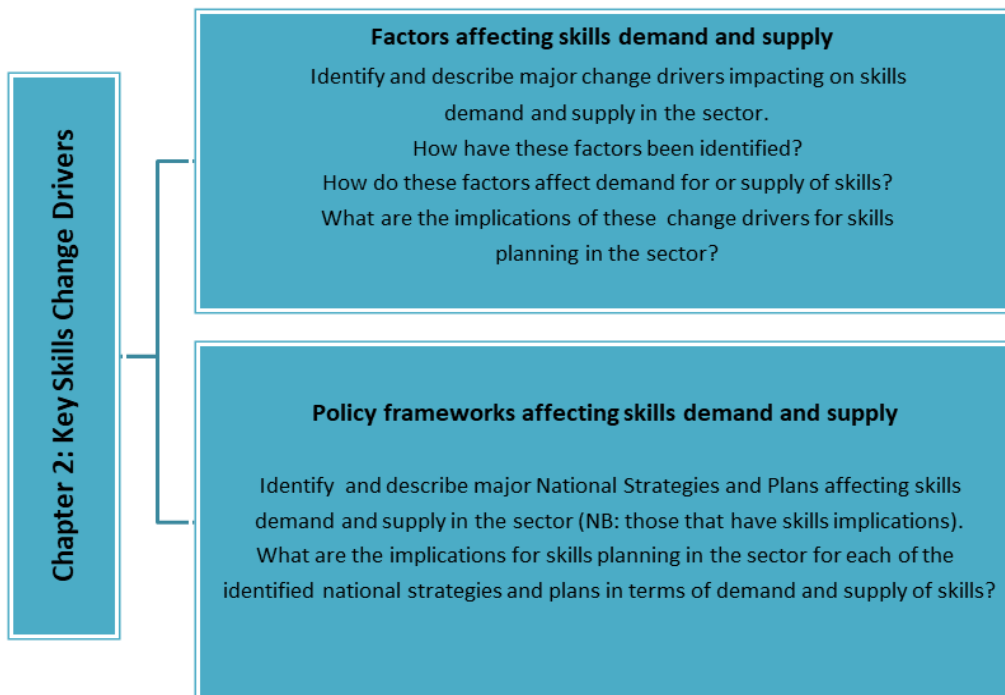 Chapter 2: Key Skills Change Drivers
Factors affecting skills demand and supply
Identify and describe major change drivers impacting on skills
demand and supply in the sector.
How have these factors been identified?
How do these factors affect demand for or supply of skills?
What are the implications of these change drivers for skills
planning in the sector?
Policy frameworks affecting skills demand and supply
Identify and describe major National Strategies and Plans affecting skills
demand and supply in the sector (NB: those that have skills implications).
What are the implications for skills planning in the sector for each of the
identified national strategies and plans in terms of demand and supply of skills?